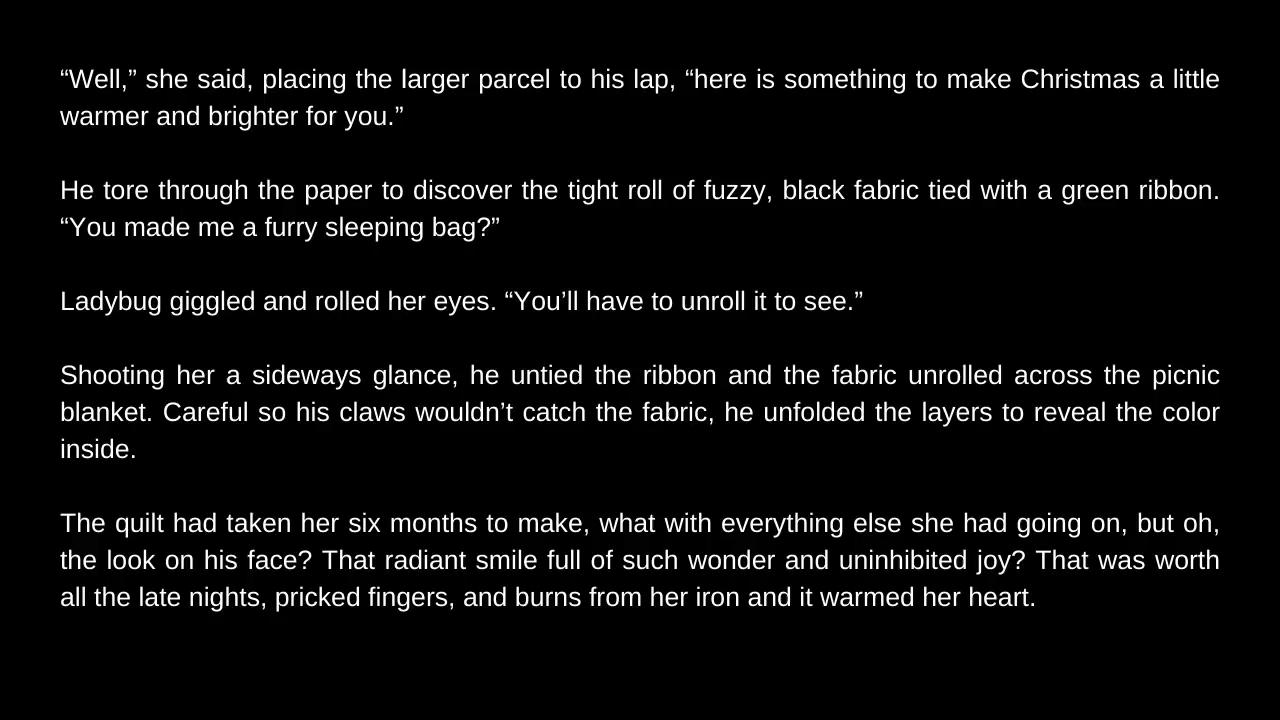 “Well,” she said, placing the larger parcel to his lap, “here is something to make Christmas a little
warmer and brighter for you.”
He tore through the paper to discover the tight roll of fuzzy, black fabric tied with a green ribbon.
“You made me a furry sleeping bag?”
Ladybug giggled and rolled her eyes. “You’ll have to unroll it to see.”
Shooting her a sideways glance, he untied the ribbon and the fabric unrolled across the picnic
blanket. Careful so his claws wouldn’t catch the fabric, he unfolded the layers to reveal the color
inside.
The quilt had taken her six months to make, what with everything else she had going on, but oh,
the look on his face? That radiant smile full of such wonder and uninhibited joy? That was worth
all the late nights, pricked fingers, and burns from her iron and it warmed her heart.